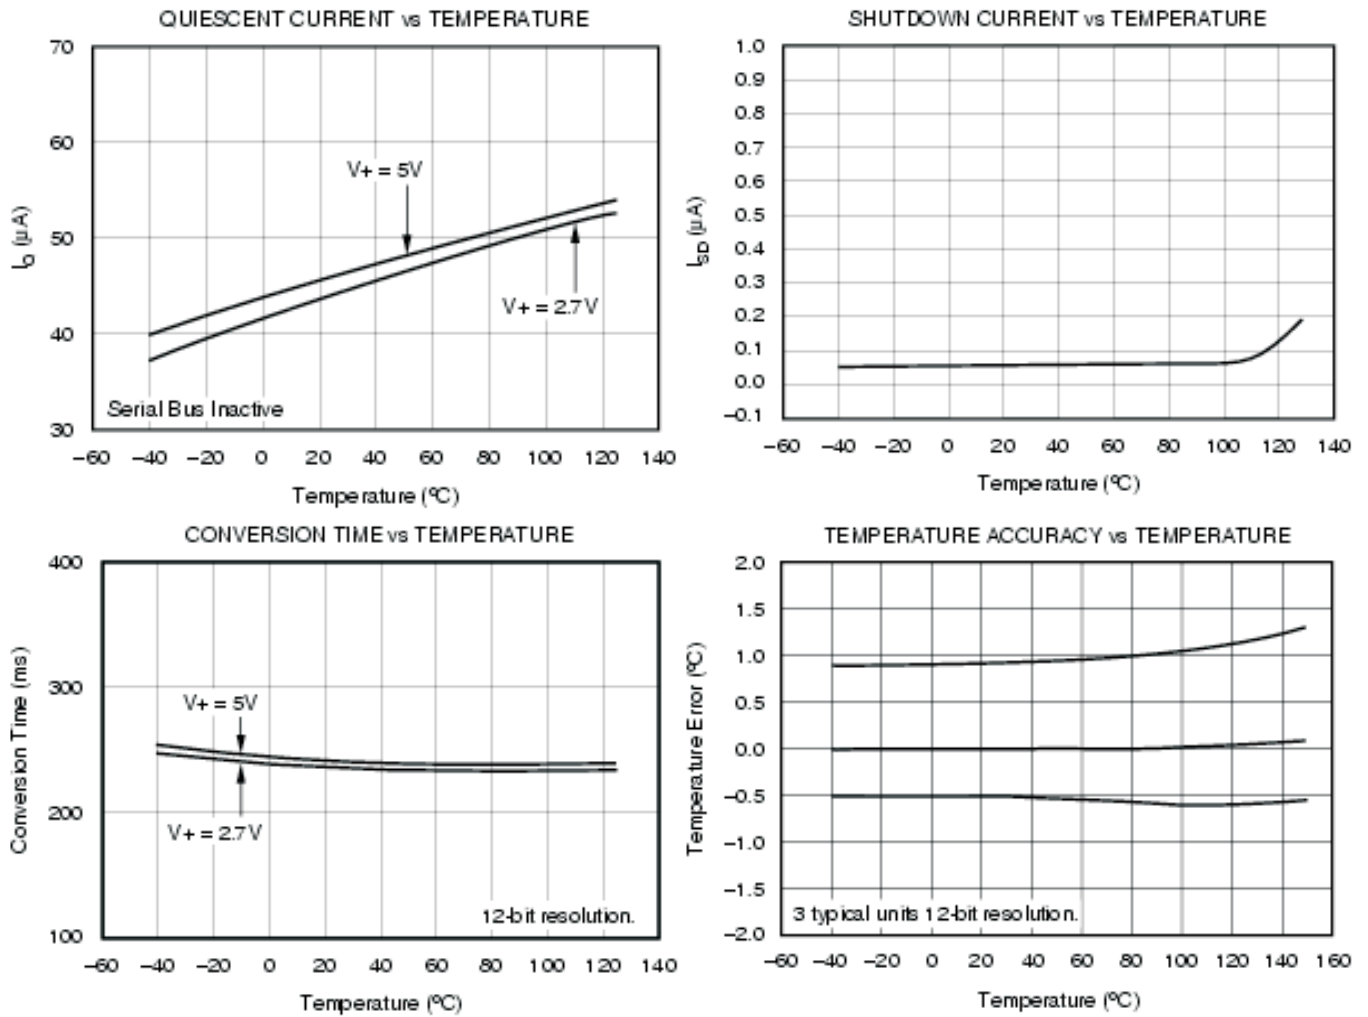 QUIESCENT CURRENT vs TEMPERATURE
70
60
50
40
30
IQ (µA)
V+ = 5V
V+ = 2.7V
Serial Bus Inactive
−60 −40 −20 0 20 40 60 80 100 120 140
Temperature (ºC)
SHUTDOWN CURRENT vs TEMPERATURE
1.0
0.9
0.8
0.7
0.6
0.5
0.4
0.3
0.2
0.1
0.0
−0.1
ISD (µA)
−60 −40 −20 0 20 40 60 80 100 120 140
Temperature (ºC)
CONVERSION TIME vs TEMPERATURE
400
300
200
100
Conversion Time (ms)
V+ = 5V
V+ = 2.7V
12-bit resolution.
−60 −40 −20 0 20 40 60 80 100 120 140
Temperature (ºC)
TEMPERATURE ACCURACY vs TEMPERATURE
2.0
1.5
1.0
0.5
0.0
−0.5
−1.0
−1.5
−2.0
Temperature Error (ºC)
3 typical units 12-bit resolution.
−60 −40 −20 0 20 40 60 80 100 120 140 160
Temperature (ºC)